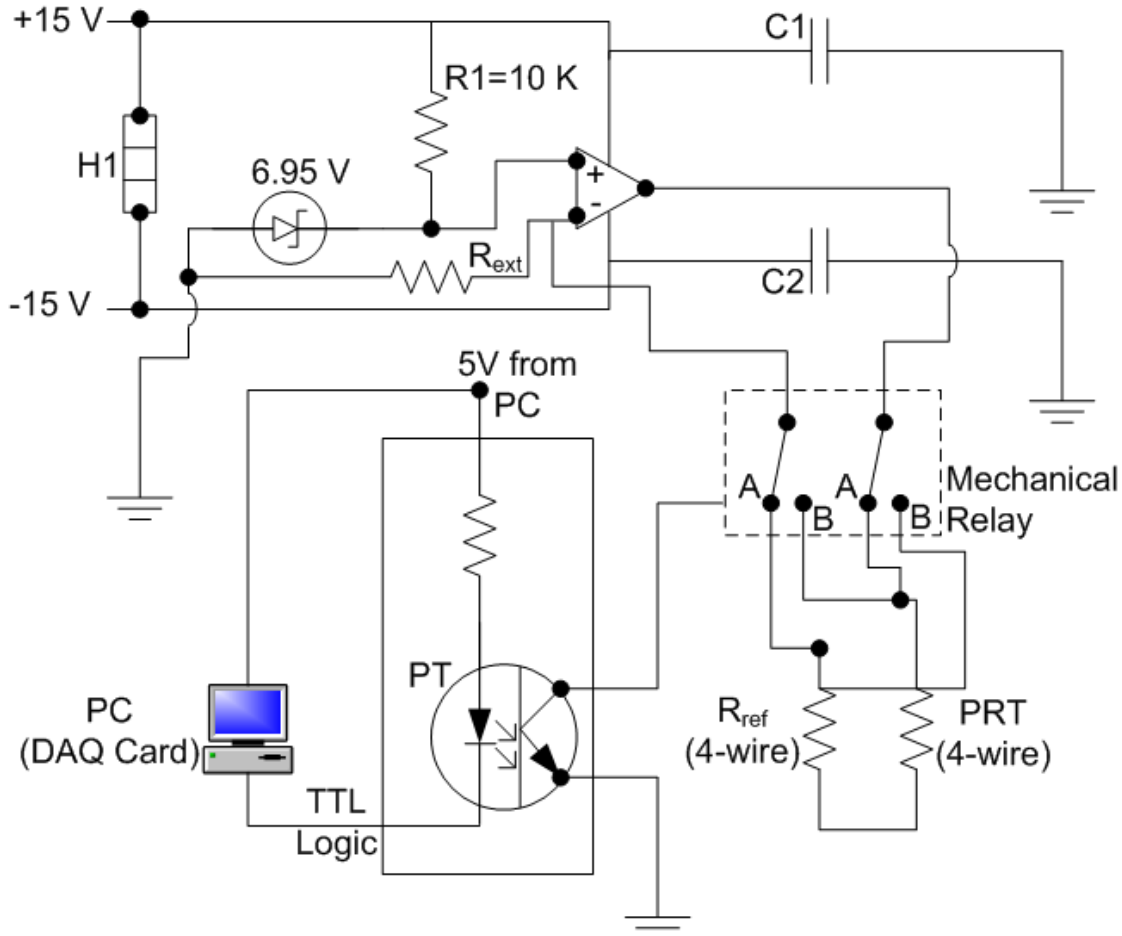 +15 V
C1
R1=10 K
H1
6.95 V
+
-
Rext
C2
-15 V
5V from
PC
A
B
A
B
Mechanical
Relay
PT
PC
(DAQ Card)
Rref
(4-wire)
PRT
(4-wire)
TTL
Logic